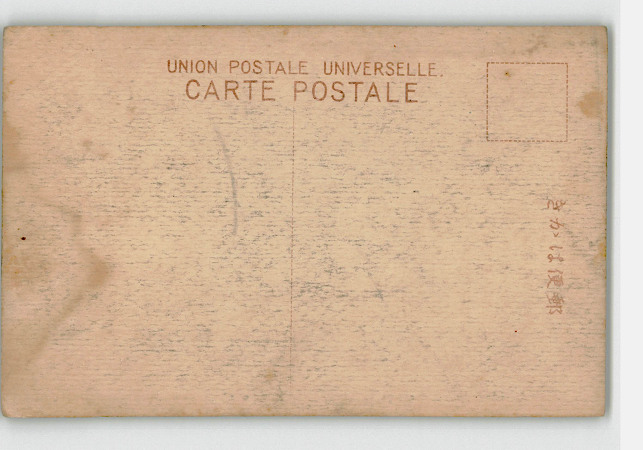 UNION POSTALE UNIVERSELLE.
CARTE POSTALE
きかは便郵